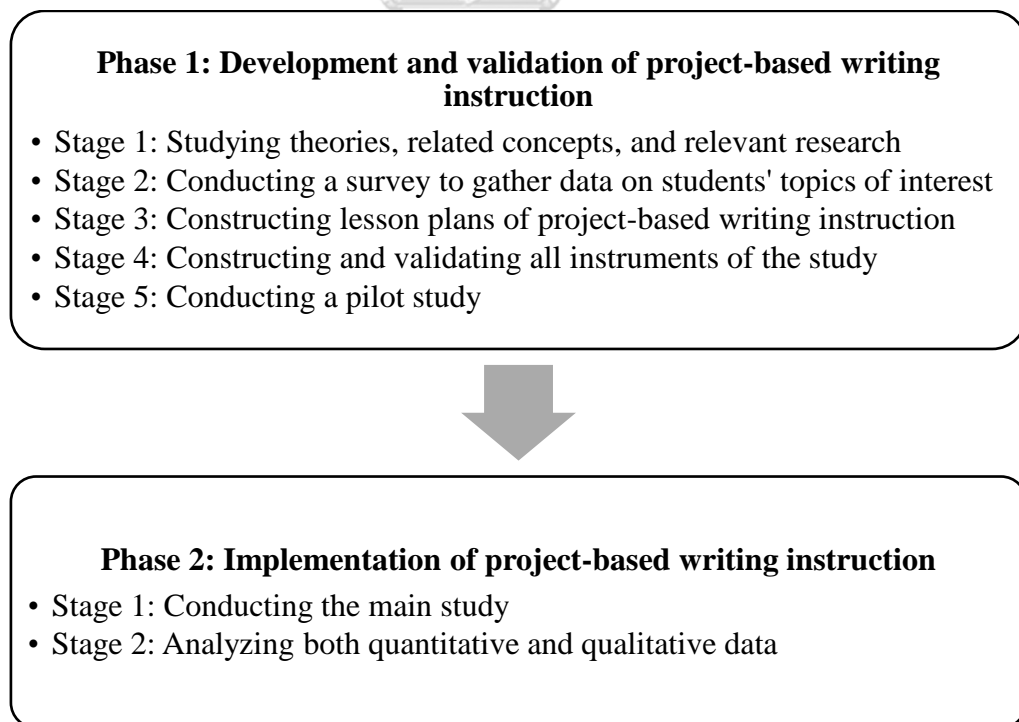 Phase 1: Development and validation of project-based writing
instruction
• Stage 1: Studying theories, related concepts, and relevant research
• Stage 2: Conducting a survey to gather data on students' topics of interest
• Stage 3: Constructing lesson plans of project-based writing instruction
• Stage 4: Constructing and validating all instruments of the study
• Stage 5: Conducting a pilot study
Phase 2: Implementation of project-based writing instruction
• Stage 1: Conducting the main study
• Stage 2: Analyzing both quantitative and qualitative data